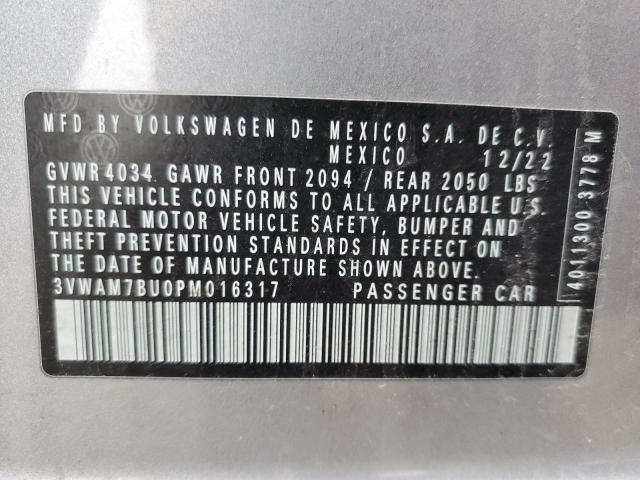 MFD BY VOLKSWAGEN DE MEXICO S.A. DE C.V.
MEXICO 12/22
GVWR 4034. GAWR FRONT 2094 / REAR 2050 LBS
THIS VEHICLE CONFORMS TO ALL APPLICABLE U.S.
FEDERAL MOTOR VEHICLE SAFETY, BUMPER AND
THEFT PREVENTION STANDARDS IN EFFECT ON
THE DATE OF MANUFACTURE SHOWN ABOVE.
3VWAM7BU0PM016317 PASSENGER CAR
4011300 3778 M